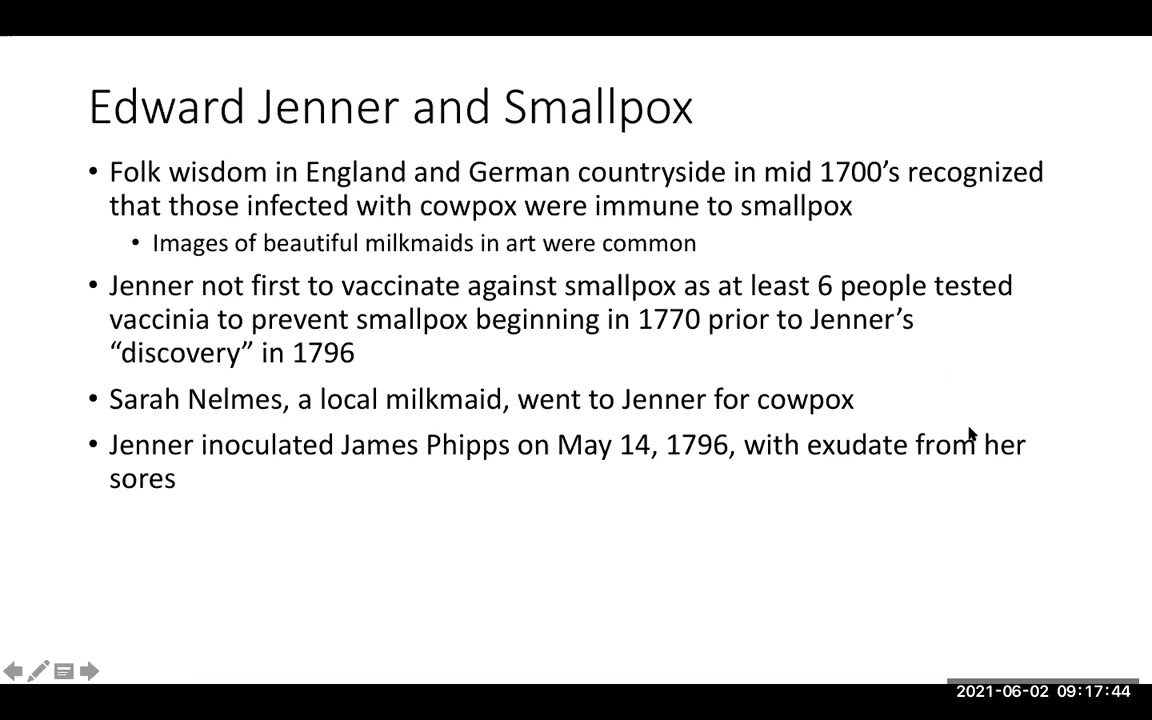 Edward Jenner and Smallpox
• Folk wisdom in England and German countryside in mid 1700’s recognized
that those infected with cowpox were immune to smallpox
• Images of beautiful milkmaids in art were common
• Jenner not first to vaccinate against smallpox as at least 6 people tested
vaccinia to prevent smallpox beginning in 1770 prior to Jenner’s
“discovery” in 1796
• Sarah Nelmes, a local milkmaid, went to Jenner for cowpox
• Jenner inoculated James Phipps on May 14, 1796, with exudate from her
sores
2021-06-02 09:17:44